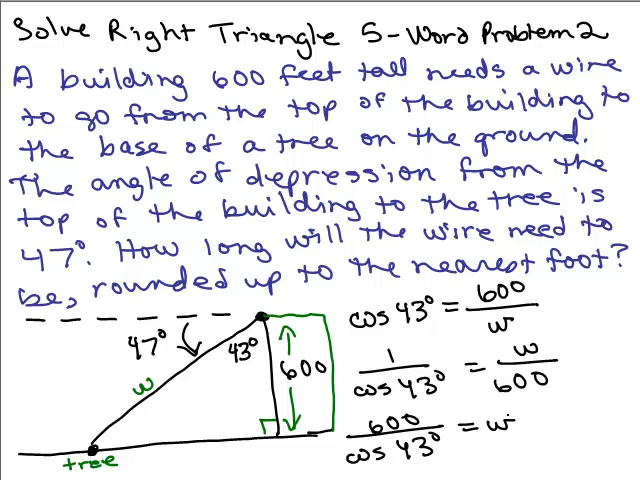 Solve Right Triangle 5-Word Problem 2
A building 600 feet tall needs a wire
to go from the top of the building to
the base of a tree on the ground.
The angle of depression from the
top of the building to the tree is
47°. How long will the wire need to
be, rounded up to the nearest foot?
47°
43°
600
w
tree
cos 43° = 600/w
1/cos 43° = w/600
600/cos 43° = w